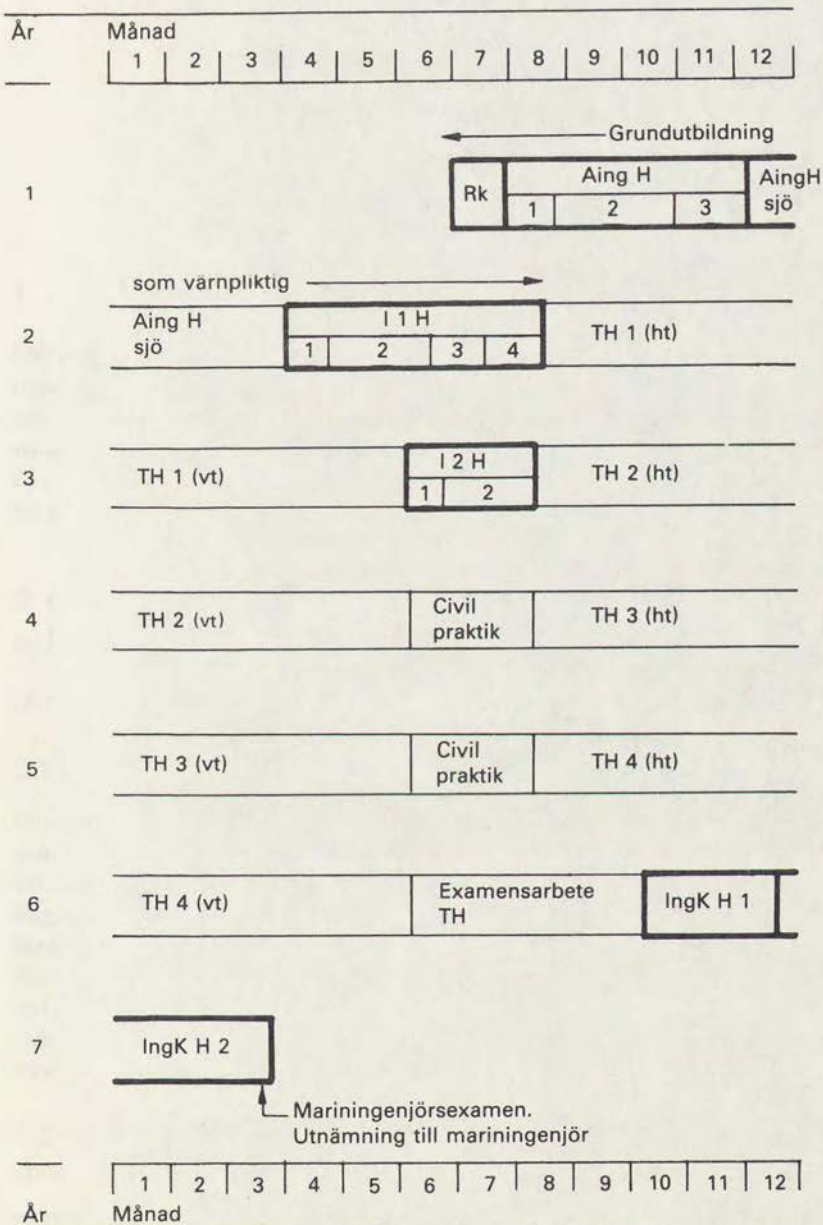 År Månad
1 2 3 4 5 6 7 8 9 10 11 12
Grundutbildning
1 Rk Aing H AingH
1 2 3 sjö
som värnpliktig
2 Aing H I 1 H TH 1 (ht)
sjö 1 2 3 4
3 TH 1 (vt) I 2 H TH 2 (ht)
1 2
4 TH 2 (vt) Civil TH 3 (ht)
praktik
5 TH 3 (vt) Civil TH 4 (ht)
praktik
6 TH 4 (vt) Examensarbete IngK H 1
TH
7 IngK H 2
Mariningenjörsexamen.
Utnämning till mariningenjör
1 2 3 4 5 6 7 8 9 10 11 12
År Månad